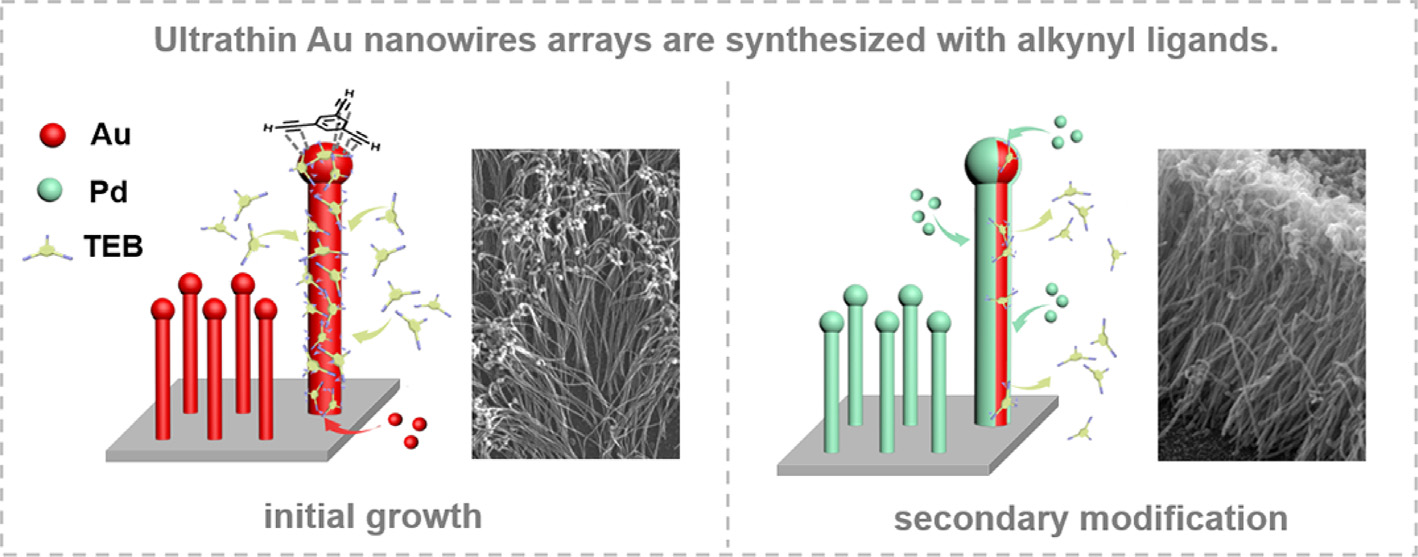 Ultrathin Au nanowires arrays are synthesized with alkynyl ligands.
Au
Pd
TEB
H
H
H
initial growth
secondary modification